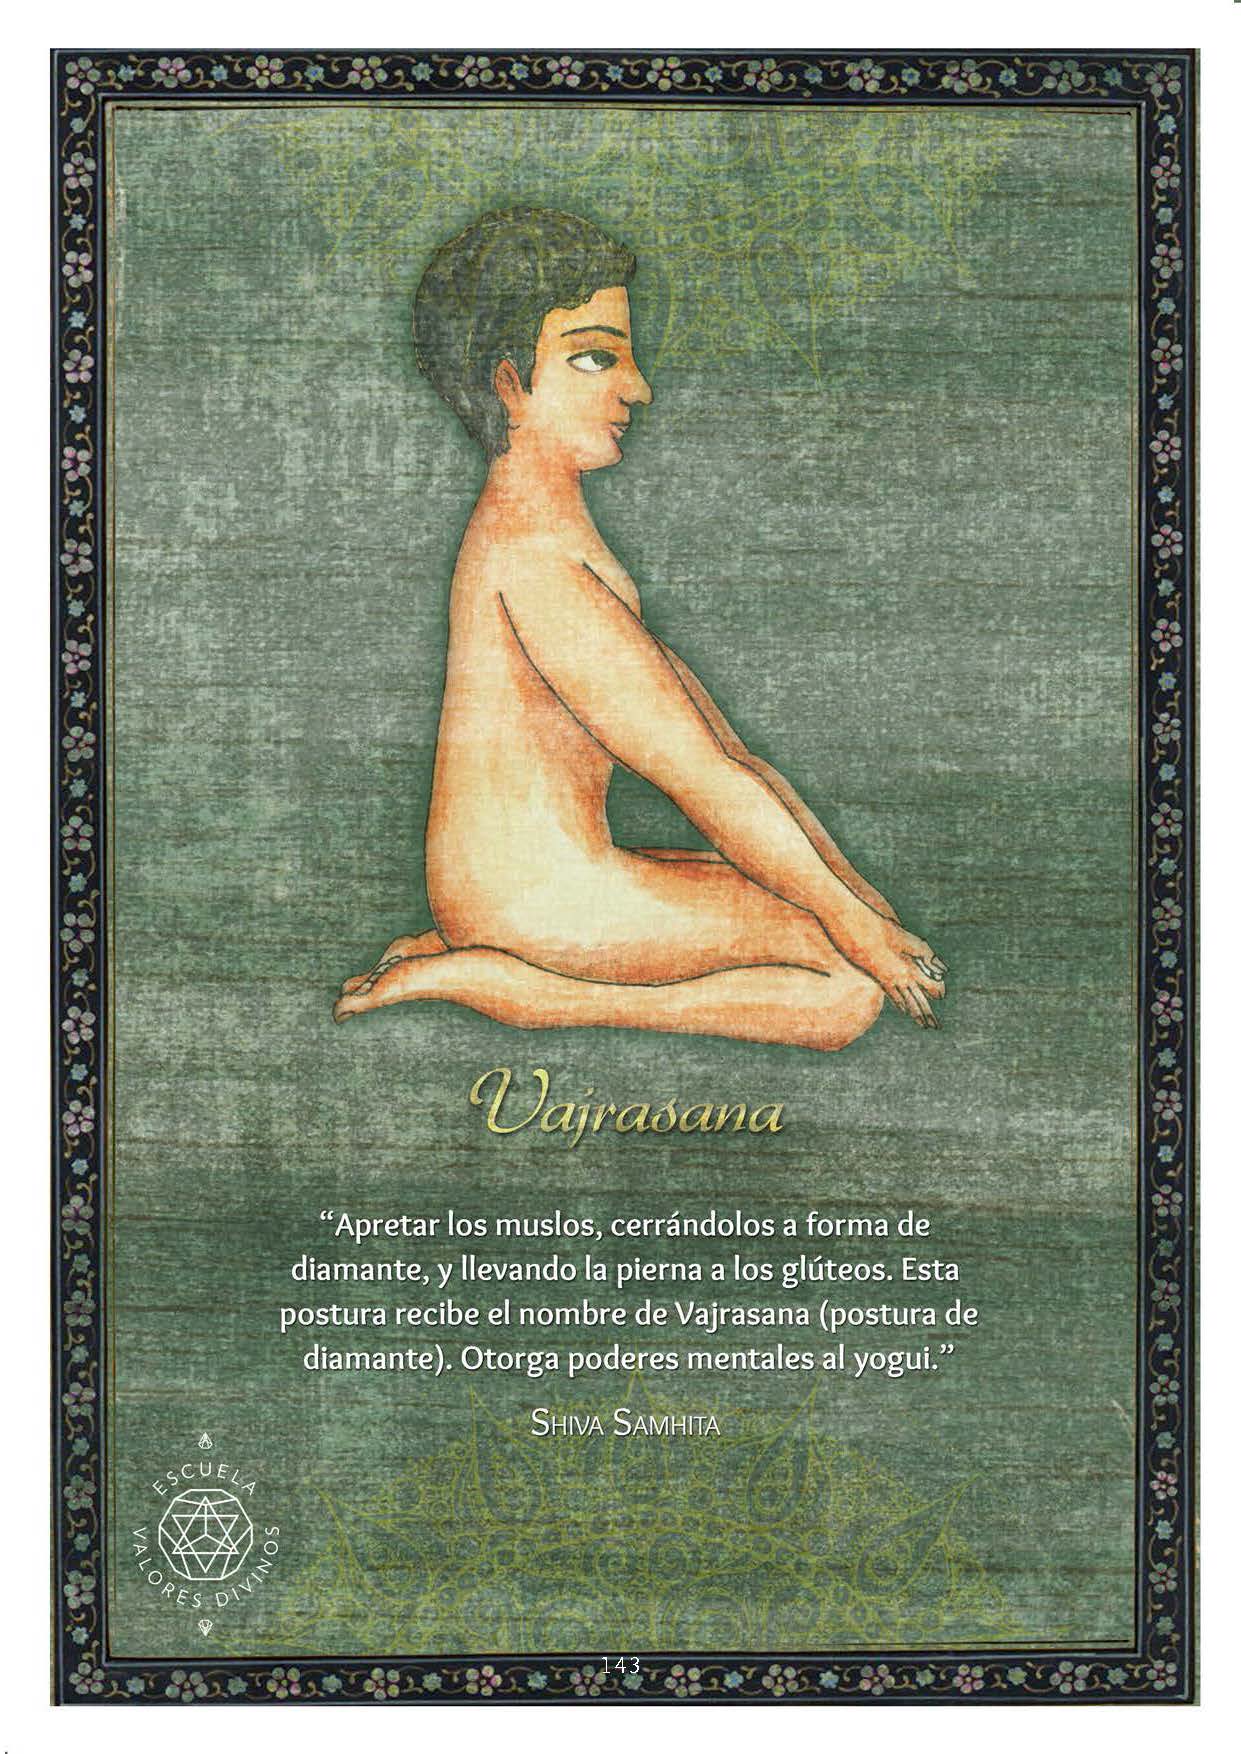 Vajrasana
“Apretar los muslos, cerrándolos a forma de
diamante, y llevando la pierna a los glúteos. Esta
postura recibe el nombre de Vajrasana (postura de
diamante). Otorga poderes mentales al yogui.”
Shiva Samhita
ESCUELA
VALORES DIVINOS
143